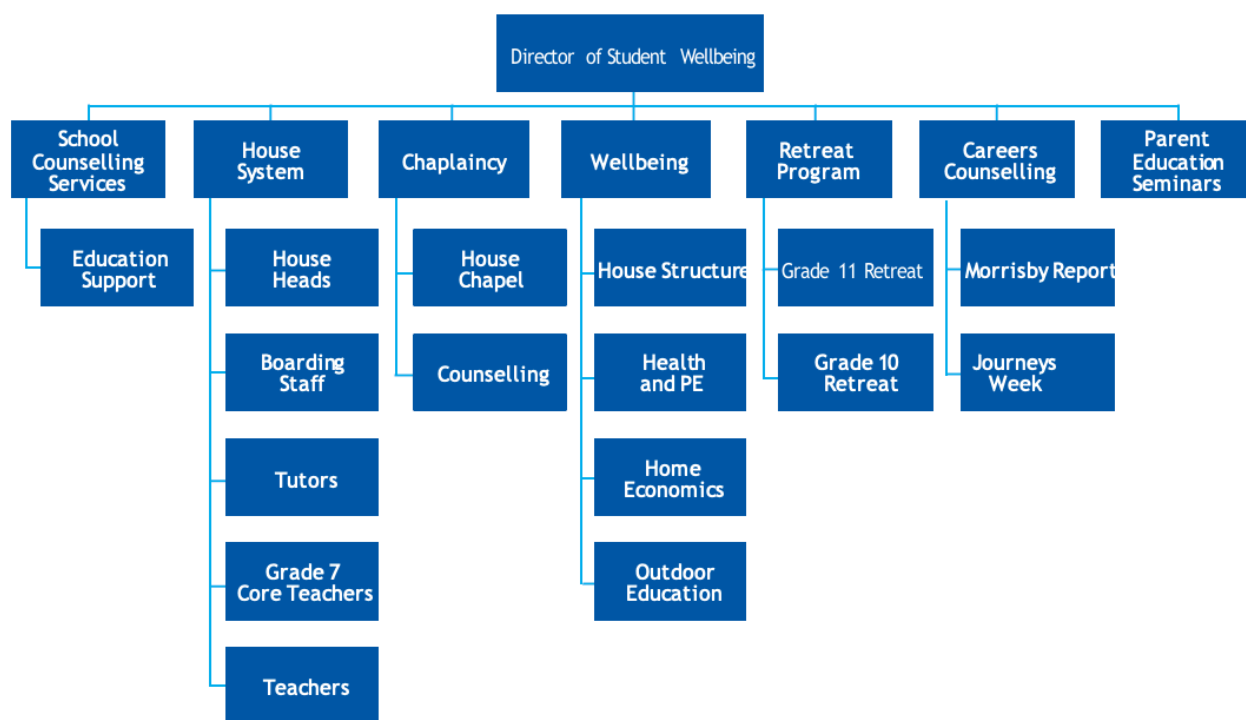 Director of Student Wellbeing
School
Counselling
Services
House
System
Chaplaincy
Wellbeing
Retreat
Program
Careers
Counselling
Parent
Education
Seminars
Education
Support
House
Heads
Boarding
Staff
Tutors
Grade 7
Core Teachers
Teachers
House
Chapel
Counselling
House Structure
Health
and PE
Home
Economics
Outdoor
Education
Grade 11 Retreat
Grade 10
Retreat
Morrisby Report
Journeys
Week